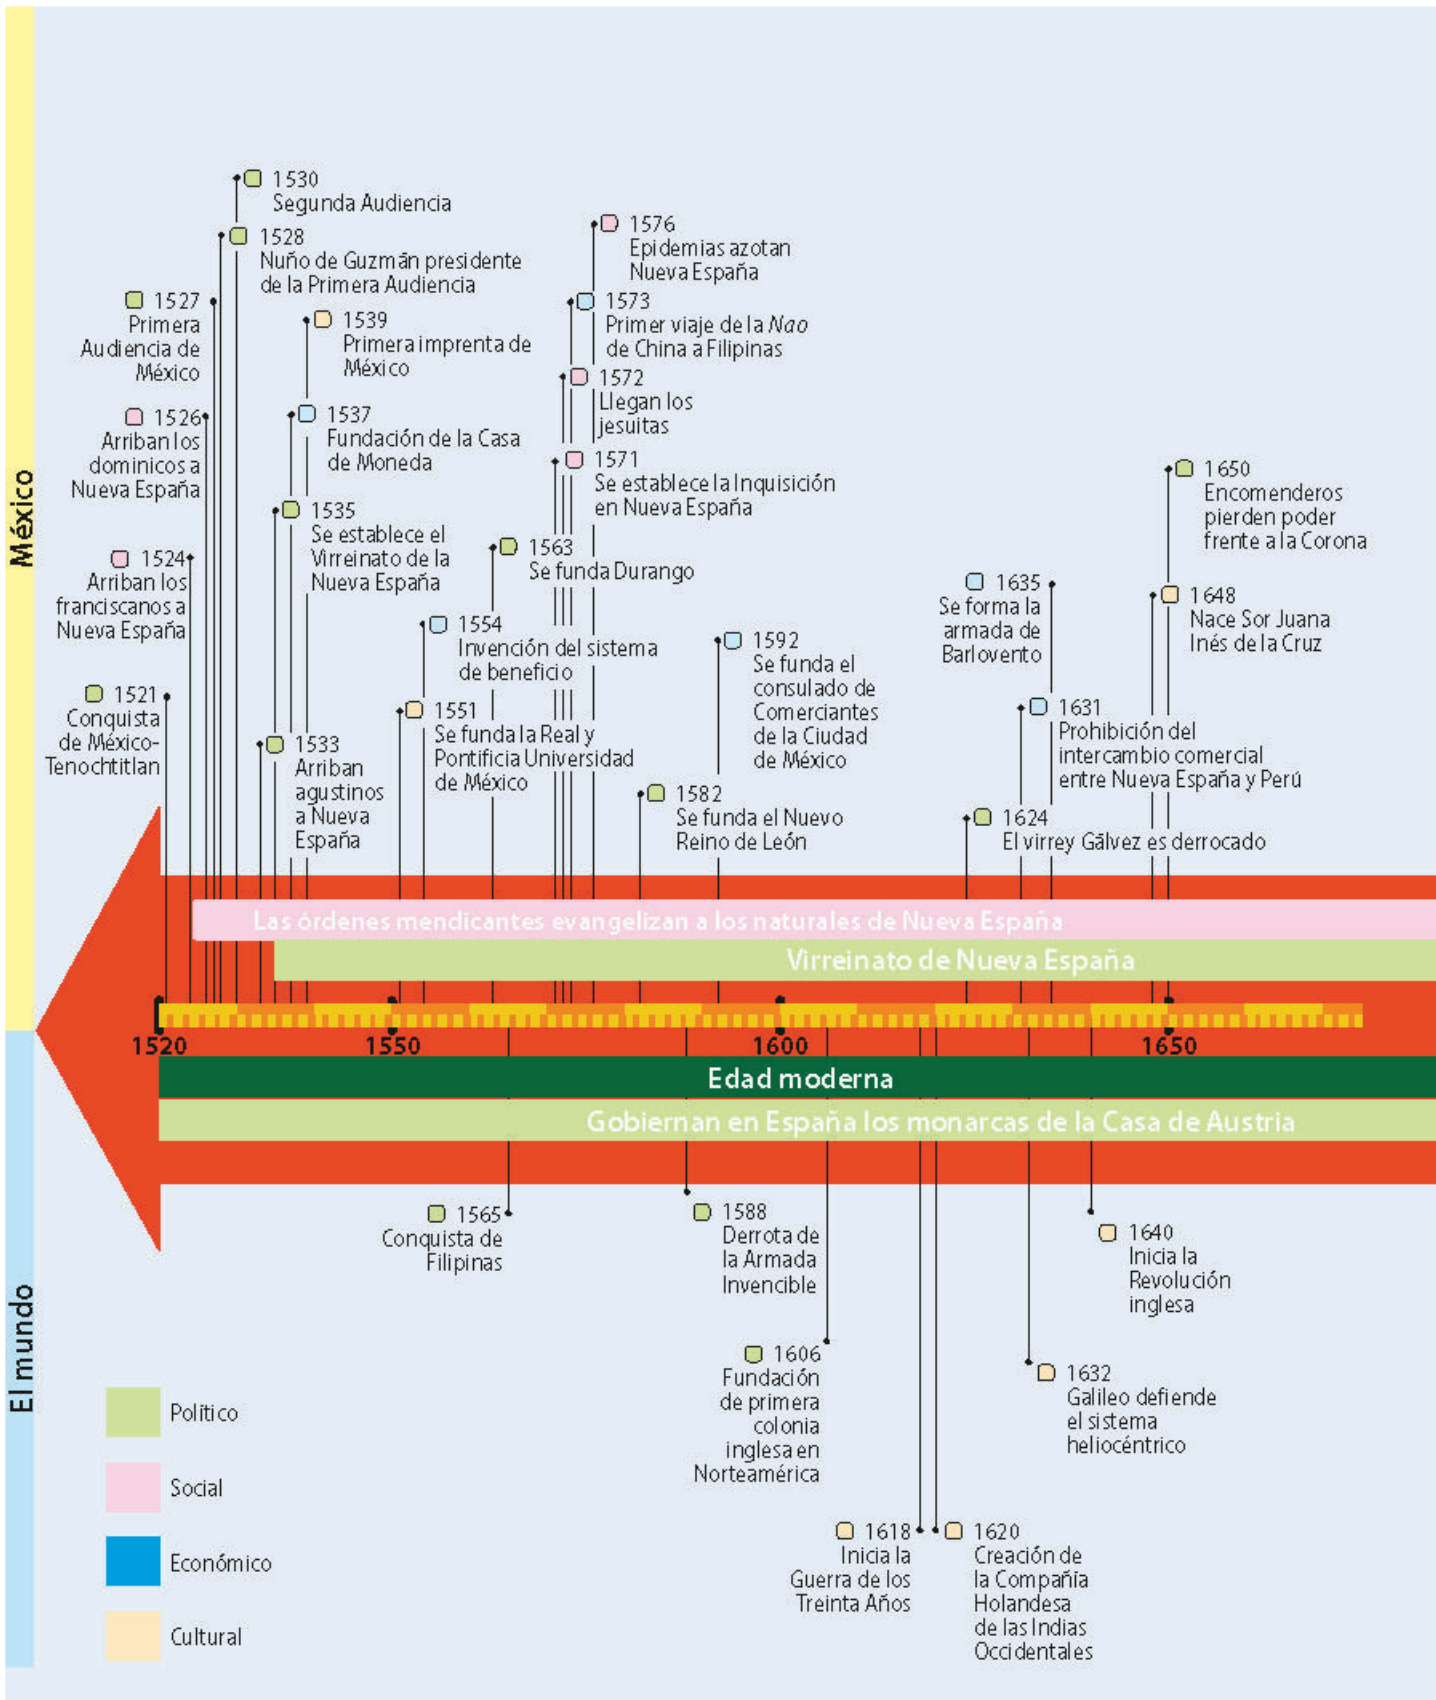 México
1530
Segunda Audiencia
1528
Nuño de Guzmán presidente
de la Primera Audiencia
1527
Primera
Audiencia de
México
1539
Primera imprenta de
México
1526
Arriban los
dominicos a
Nueva España
1537
Fundación de la Casa
de Moneda
1535
Se establece el
Virreinato de la
Nueva España
1524
Arriban los
franciscanos a
Nueva España
1521
Conquista
de México-
Tenochtitlan
1533
Arriban
agustinos
a Nueva
España
1576
Epidemias azotan
Nueva España
1573
Primer viaje de la Nao
de China a Filipinas
1572
Llegan los
jesuitas
1571
Se establece la Inquisición
en Nueva España
1563
Se funda Durango
1554
Invención del sistema
de beneficio
1551
Se funda la Real y
Pontificia Universidad
de México
1592
Se funda el
consulado de
Comerciantes
de la Ciudad
de México
1582
Se funda el Nuevo
Reino de León
1650
Encomenderos
pierden poder
frente a la Corona
1635
Se forma la
armada de
Barlovento
1648
Nace Sor Juana
Inés de la Cruz
1631
Prohibición del
intercambio comercial
entre Nueva España y Perú
1624
El virrey Gálvez es derrocado
Las órdenes mendicantes evangelizan a los naturales de Nueva España
Virreinato de Nueva España
1520
1550
1600
1650
Edad moderna
Gobiernan en España los monarcas de la Casa de Austria
El mundo
1565
Conquista de
Filipinas
1588
Derrota de
la Armada
Invencible
1640
Inicia la
Revolución
inglesa
1606
Fundación
de primera
colonia
inglesa en
Norteamérica
1632
Galileo defiende
el sistema
heliocéntrico
1618
Inicia la
Guerra de los
Treinta Años
1620
Creación de
la Compañía
Holandesa
de las Indias
Occidentales
Político
Social
Económico
Cultural